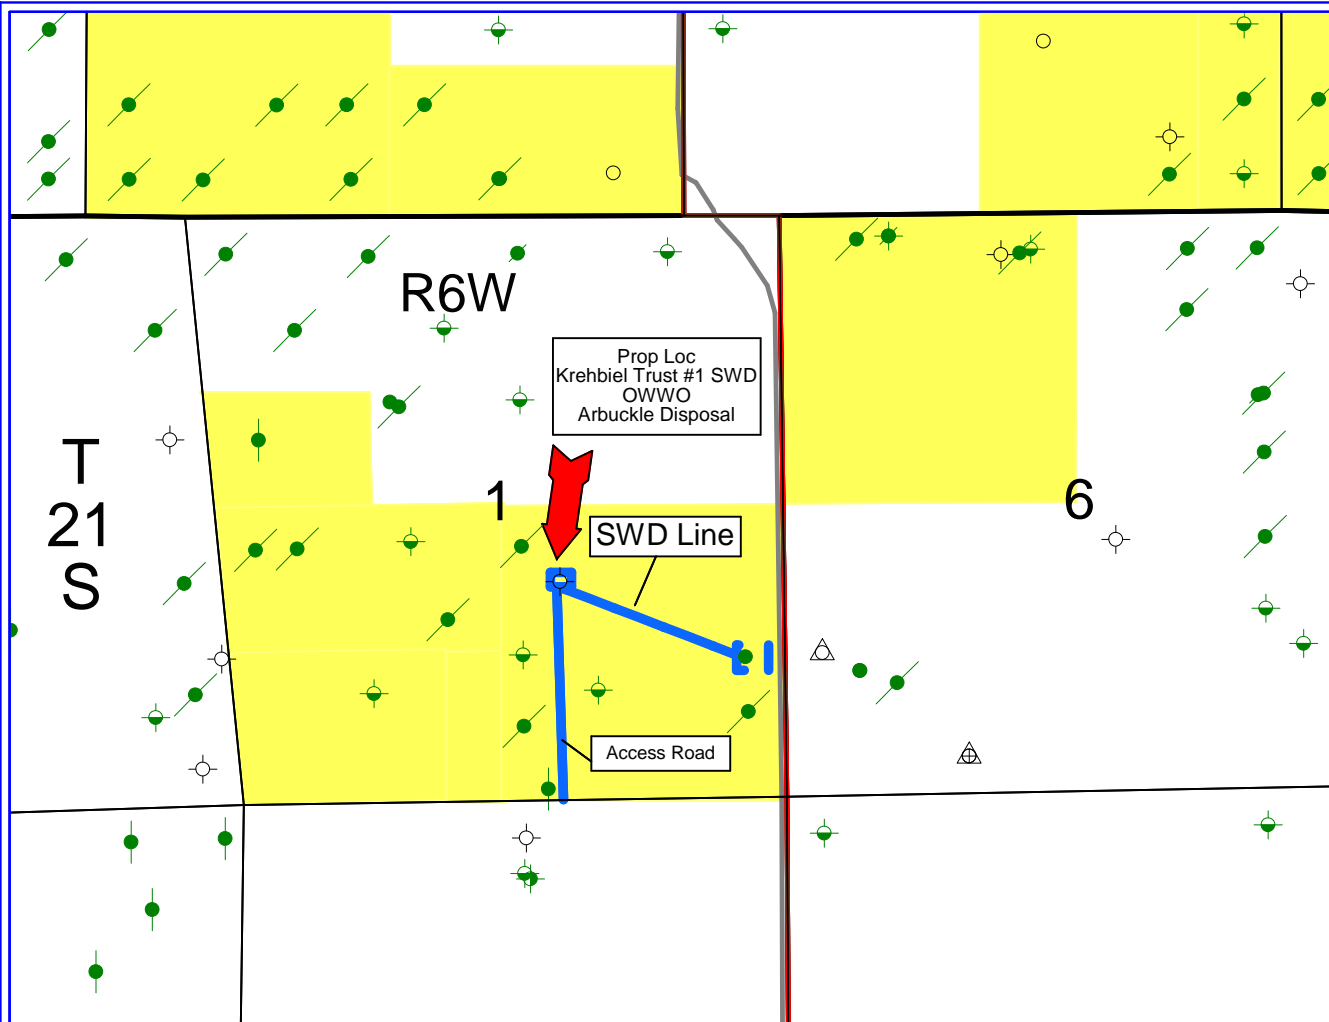 R6W
Prop Loc
Krehbiel Trust #1 SWD
OWWO
Arbuckle Disposal
T
21
S
1
6
SWD Line
Access Road